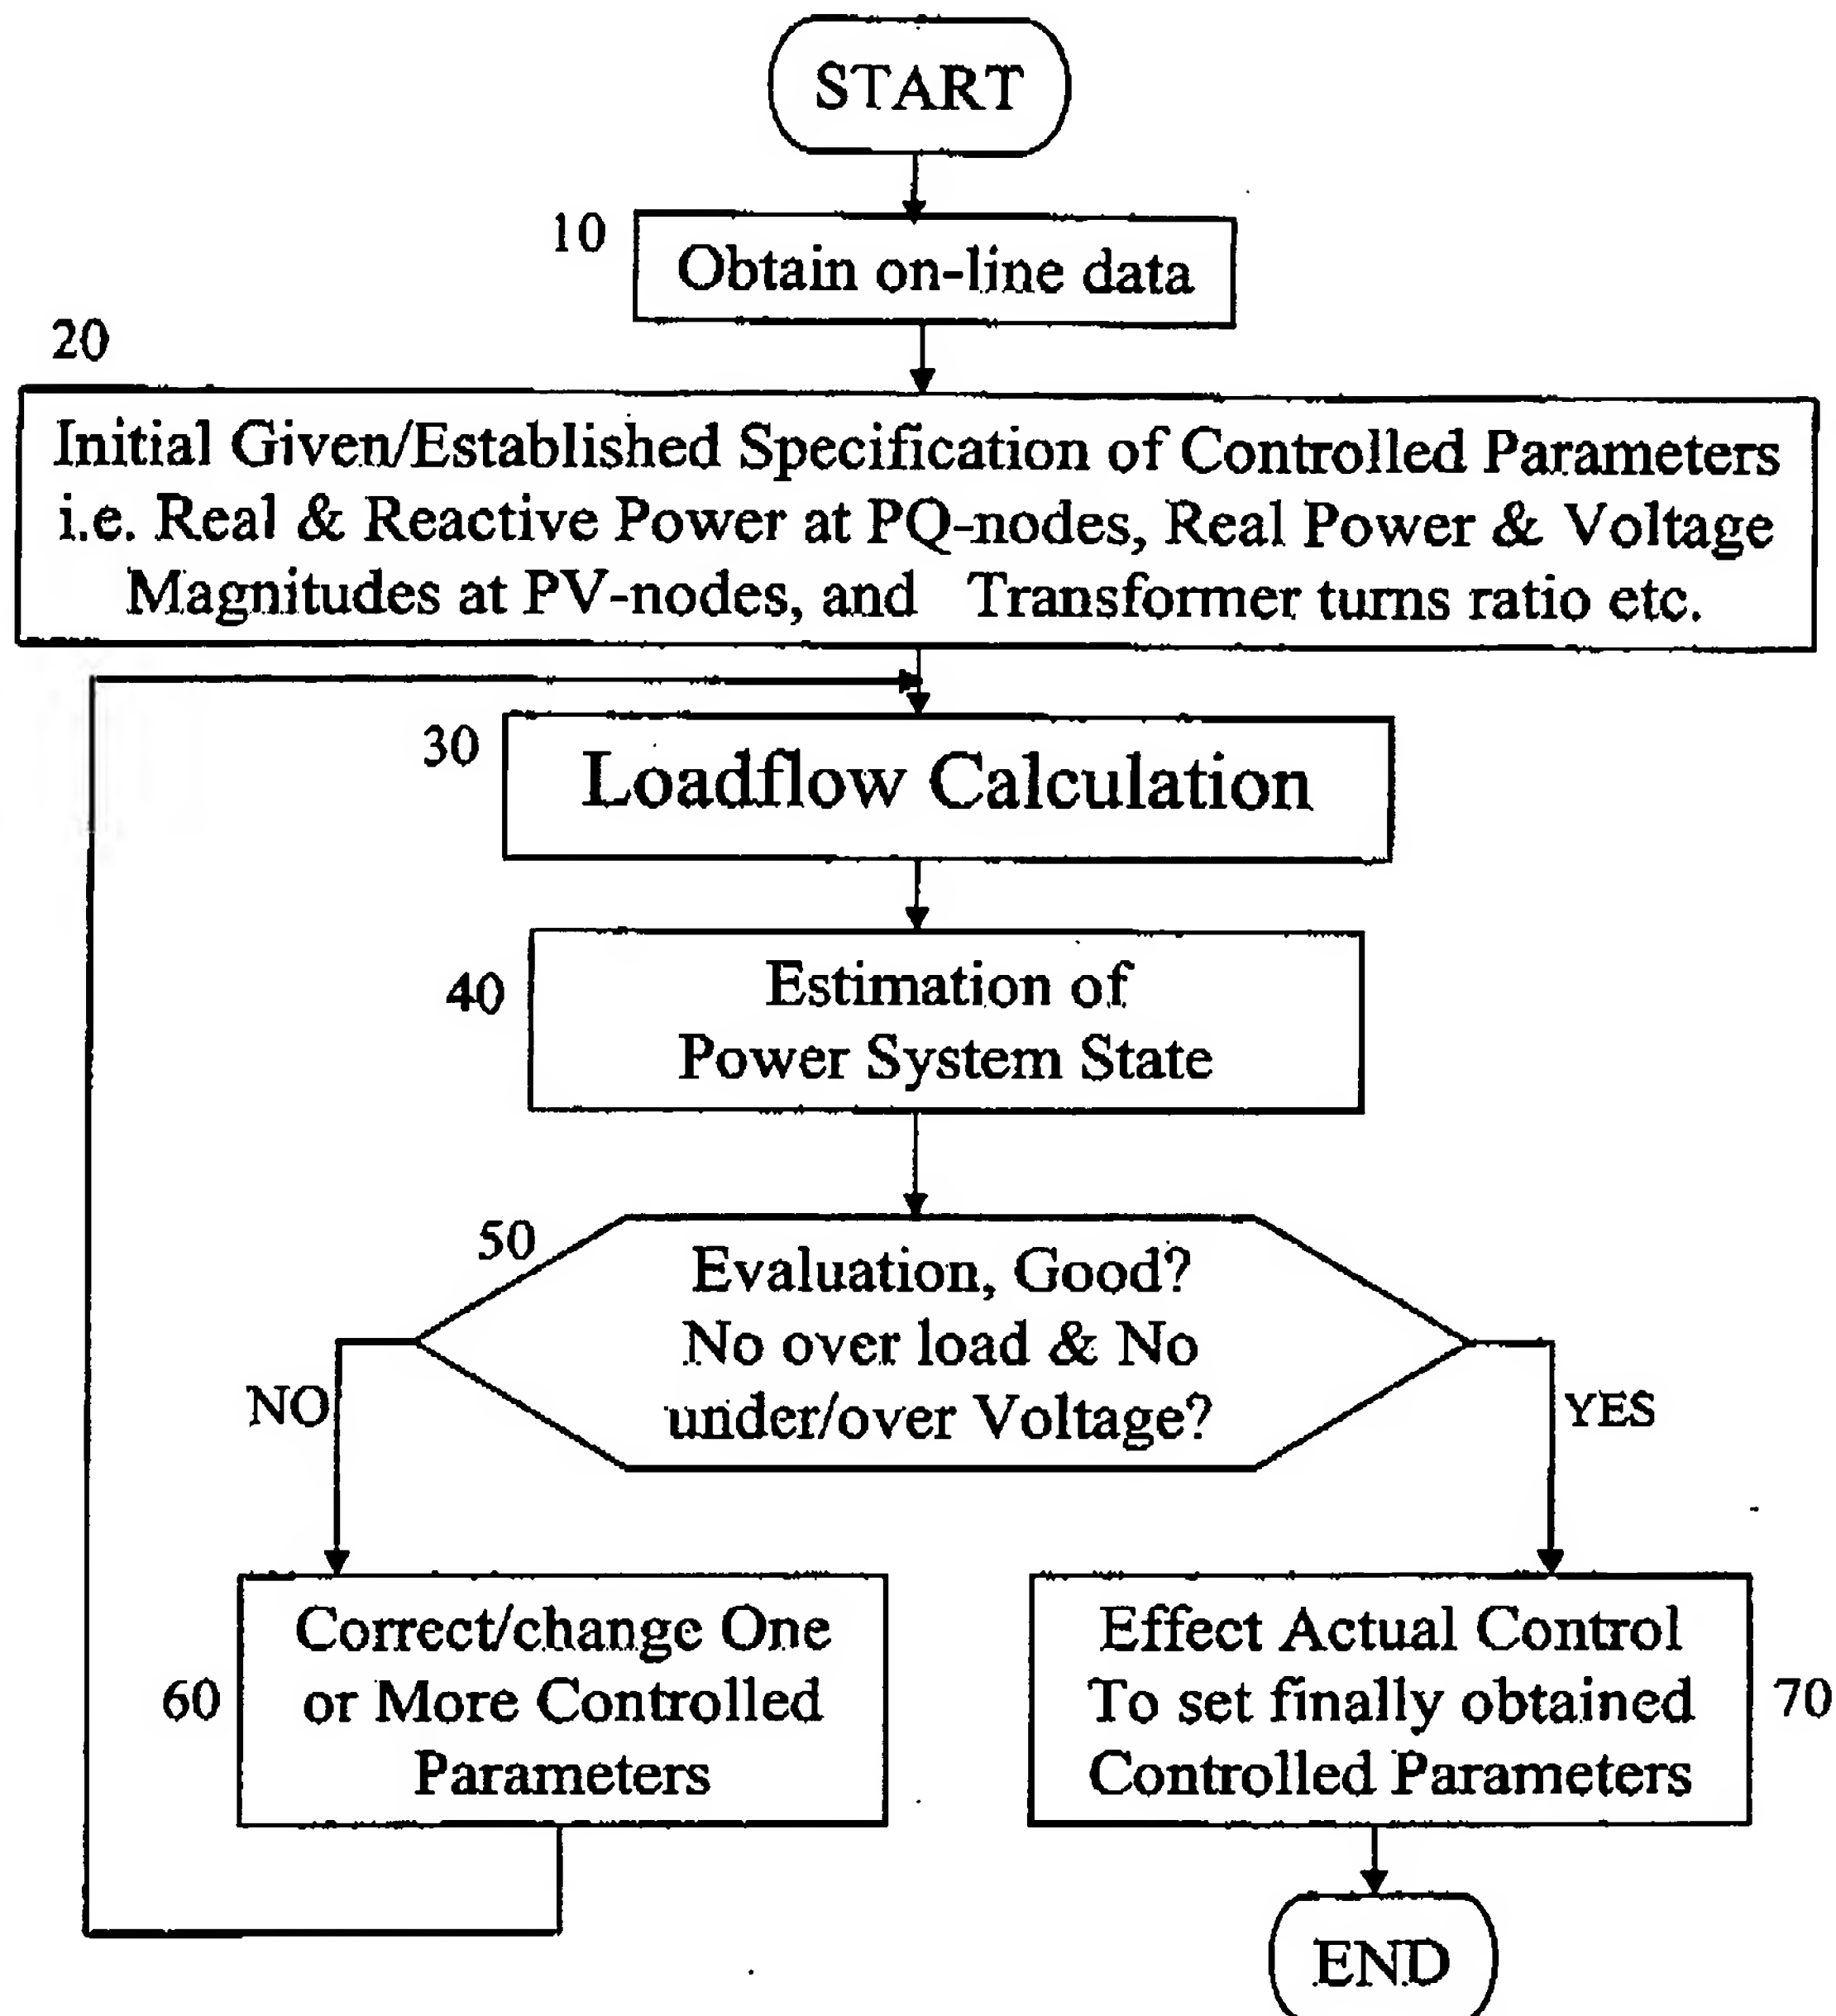 START
10
Obtain on-line data
20
Initial Given/Established Specification of Controlled Parameters
i.e. Real & Reactive Power at PQ-nodes, Real Power & Voltage
Magnitudes at PV-nodes, and Transformer turns ratio etc.
30
Loadflow Calculation
40
Estimation of
Power System State
50
Evaluation, Good?
No over load & No
under/over Voltage?
NO
YES
60
Correct/change One
or More Controlled
Parameters
Effect Actual Control
To set finally obtained
Controlled Parameters
70
END